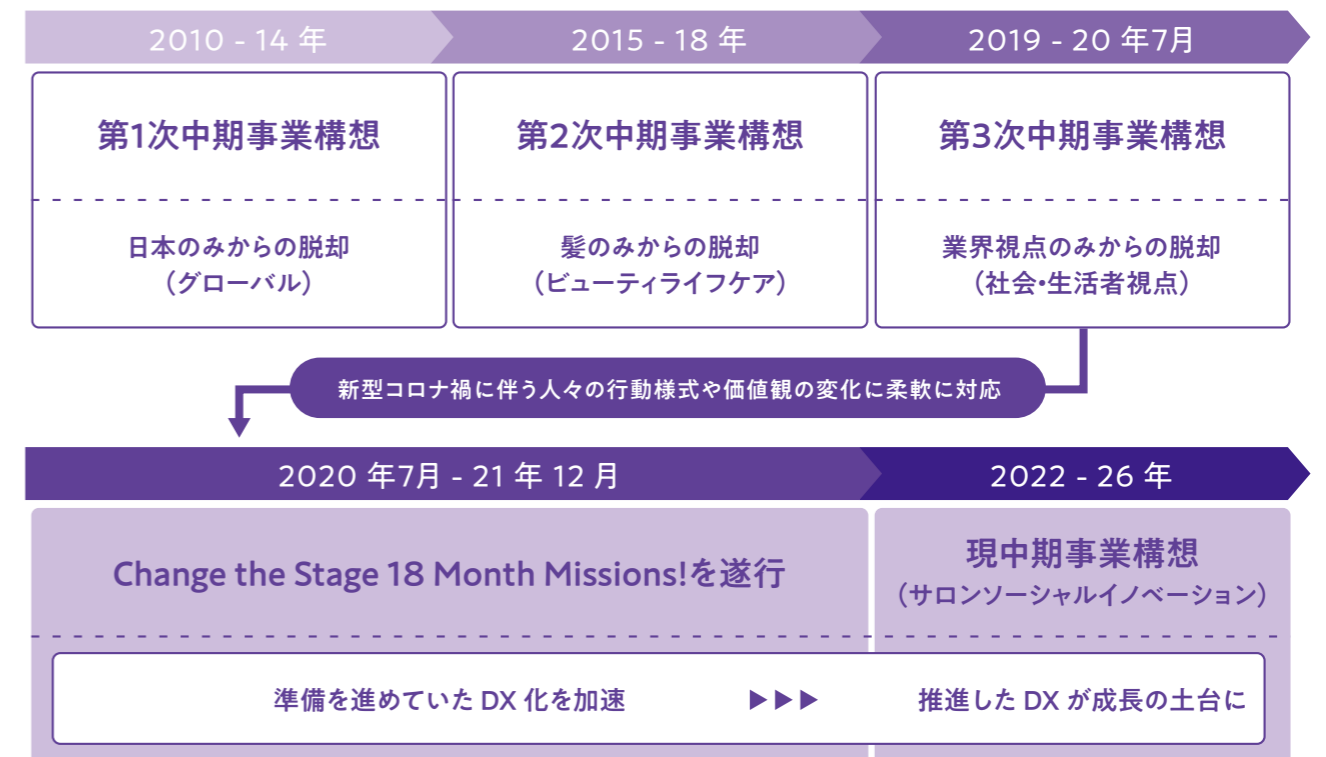 2010 - 14 年
2015 - 18 年
2019 - 20 年7月
第1次中期事業構想
第2次中期事業構想
第3次中期事業構想
日本のみからの脱却
（グローバル）
髪のみからの脱却
（ビューティライフケア）
業界視点のみからの脱却
（社会・生活者視点）
新型コロナ禍に伴う人々の行動様式や価値観の変化に柔軟に対応
2020 年7月 - 21 年 12 月
2022 - 26 年
Change the Stage 18 Month Missions!を遂行
現中期事業構想
（サロンソーシャルイノベーション）
準備を進めていた DX 化を加速 ▶▶▶ 推進した DX が成長の土台に